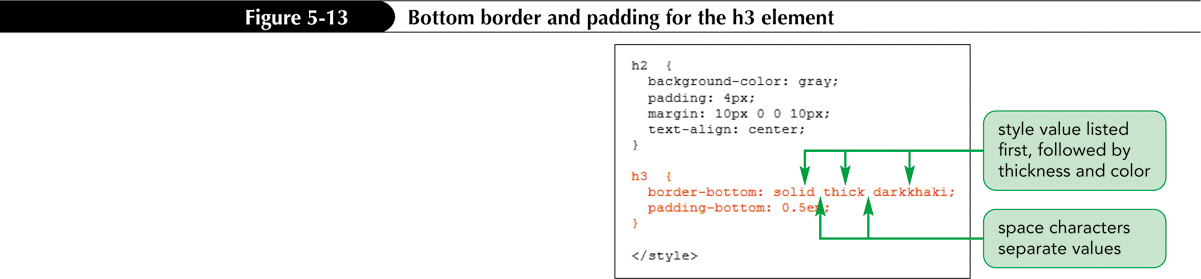 Figure 5-13 Bottom border and padding for the h3 element
h2 {
background-color: gray;
padding: 4px;
margin: 10px 0 0 10px;
text-align: center;
}
h3 {
border-bottom: solid thick darkkhaki;
padding-bottom: 0.5em;
}
</style>
style value listed
first, followed by
thickness and color
space characters
separate values